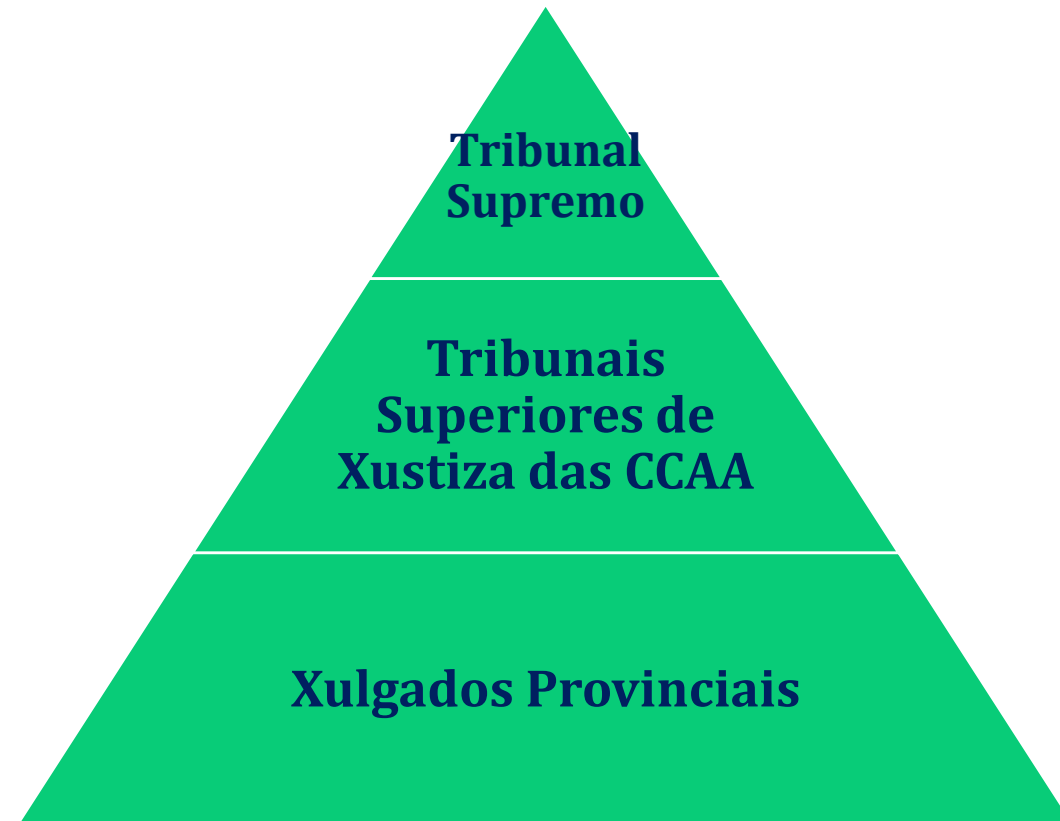 Tribunal
Supremo
Tribunais
Superiores de
Xustiza das CCAA
Xulgados Provinciais